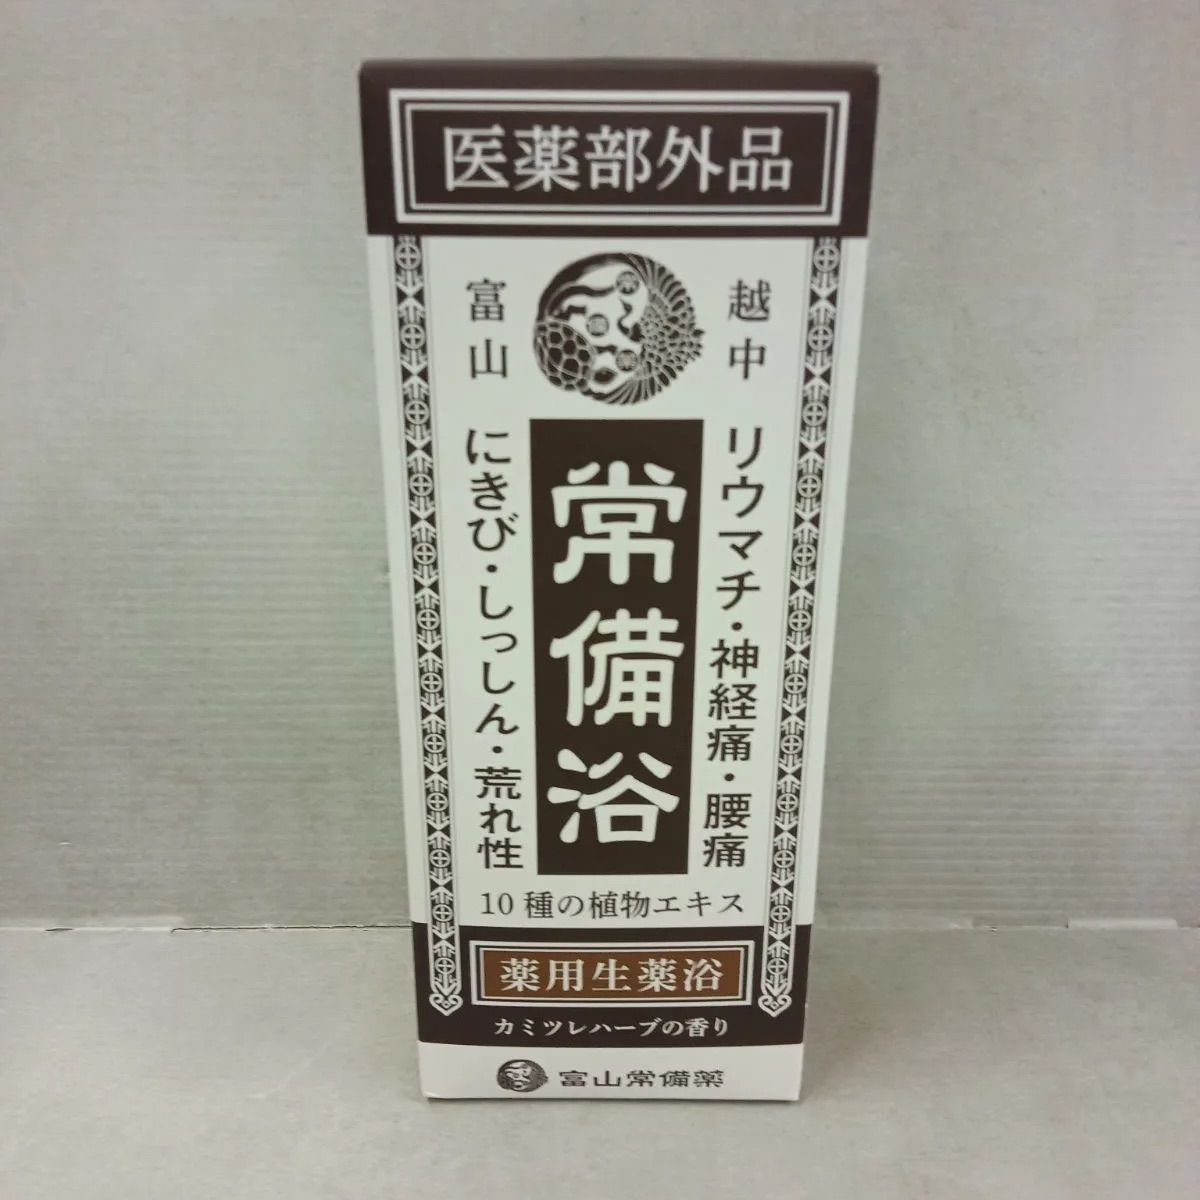 医薬部外品
越中
富山
リウマチ・神経痛・腰痛
常備浴
にきび・しっしん・荒れ性
10種の植物エキス
薬用生薬浴
カミツレハーブの香り
富山常備薬